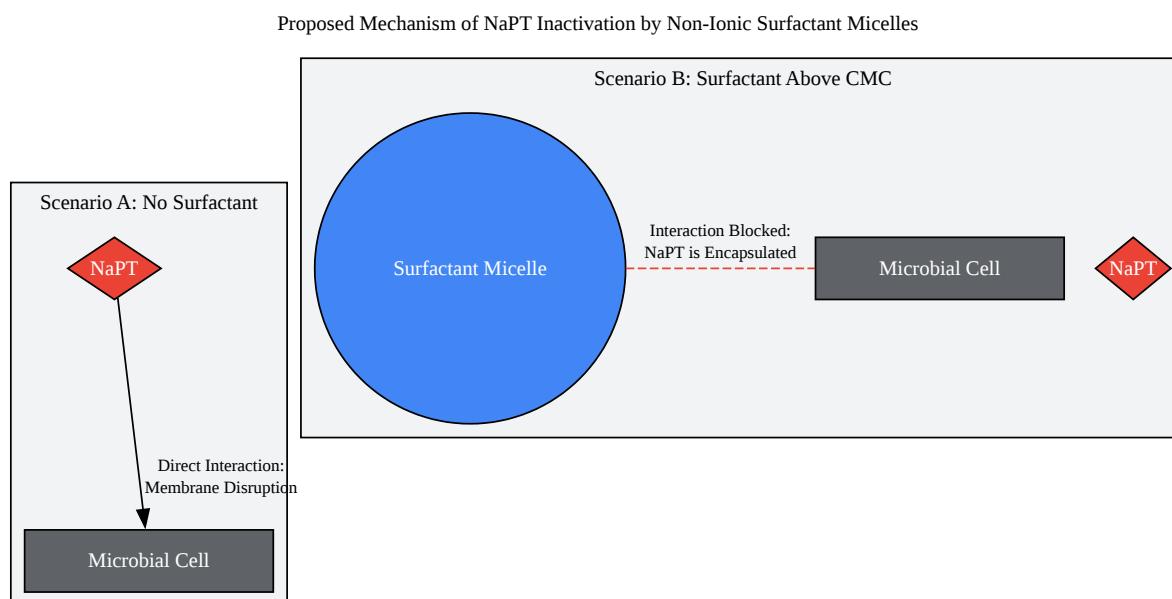 Proposed Mechanism of NaPT Inactivation by Non-Ionic Surfactant Micelles
Scenario A: No Surfactant
NaPT
Direct Interaction:
Membrane Disruption
Microbial Cell
Scenario B: Surfactant Above CMC
Surfactant Micelle
Interaction Blocked:
NaPT is Encapsulated
Microbial Cell
NaPT